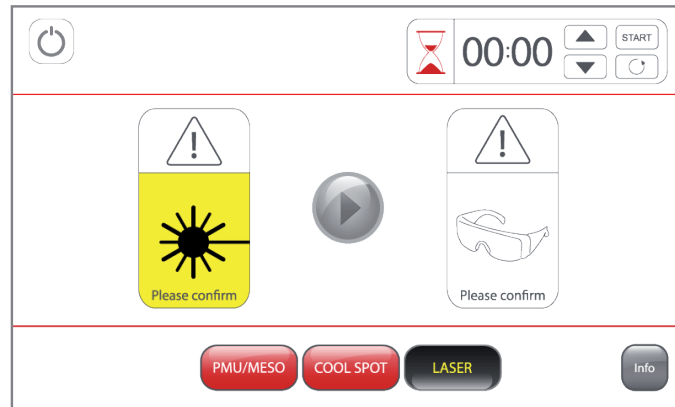 00:00
START
!
!
Please confirm
Please confirm
PMU/MESO
COOL SPOT
LASER
Info